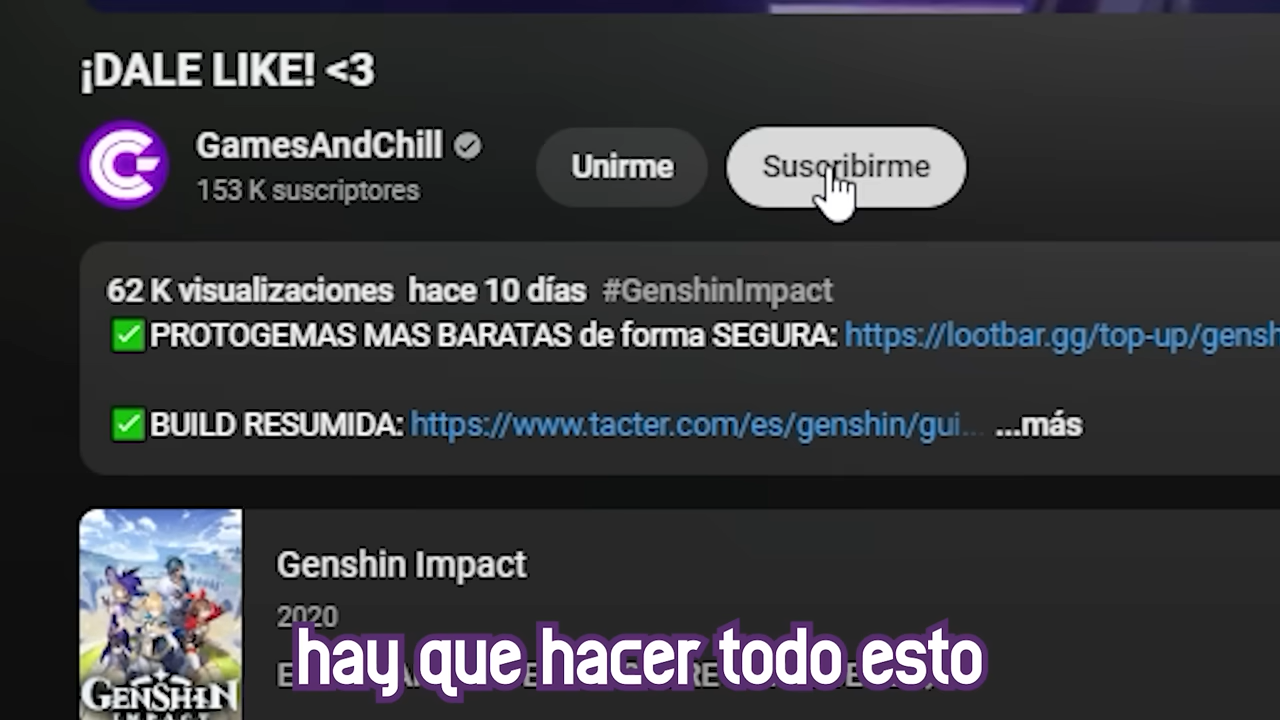 ¡DALE LIKE! <3
GamesAndChill
153 K suscriptores
Unirme
Suscribirme
62 K visualizaciones hace 10 días #GenshinImpact
PROTOGEMAS MAS BARATAS de forma SEGURA: https://lootbar.gg/top-up/gensh
BUILD RESUMIDA: https://www.tacter.com/es/genshin/gui... ...más
Genshin Impact
2020
hay que hacer todo esto
GENSHIN
IMPACT